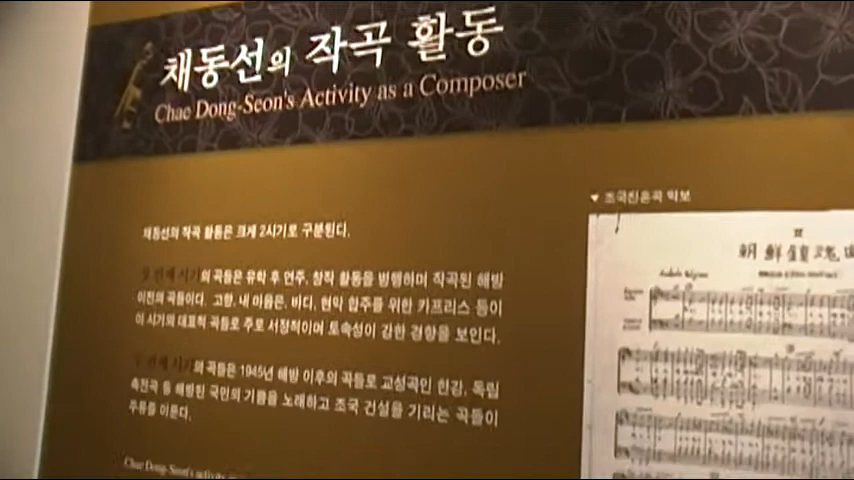 채동선의 작곡 활동
Chae Dong-Seon's Activity as a Composer
채동선의 작곡 활동은 크게 2시기로 구분된다.
첫 번째 시기의 곡들은 유학 후 연주, 창작 활동을 병행하며 작곡된 해방
이전의 곡들이다. 고향, 내 마음은, 바다, 현악 합주를 위한 카프리스 등이
이 시기의 대표적 곡들로 주로 서정적이며 토속성이 강한 경향을 보인다.
두 번째 시기의 곡들은 1945년 해방 이후의 곡들로 교성곡인 한강, 독립
축전곡 등 해방된 국민의 기쁨을 노래하고 조국 건설을 기리는 곡들이
주류를 이룬다.
Chae Dong-Seon's activity
▼ 조국진혼곡 악보
朝鮮鎮魂